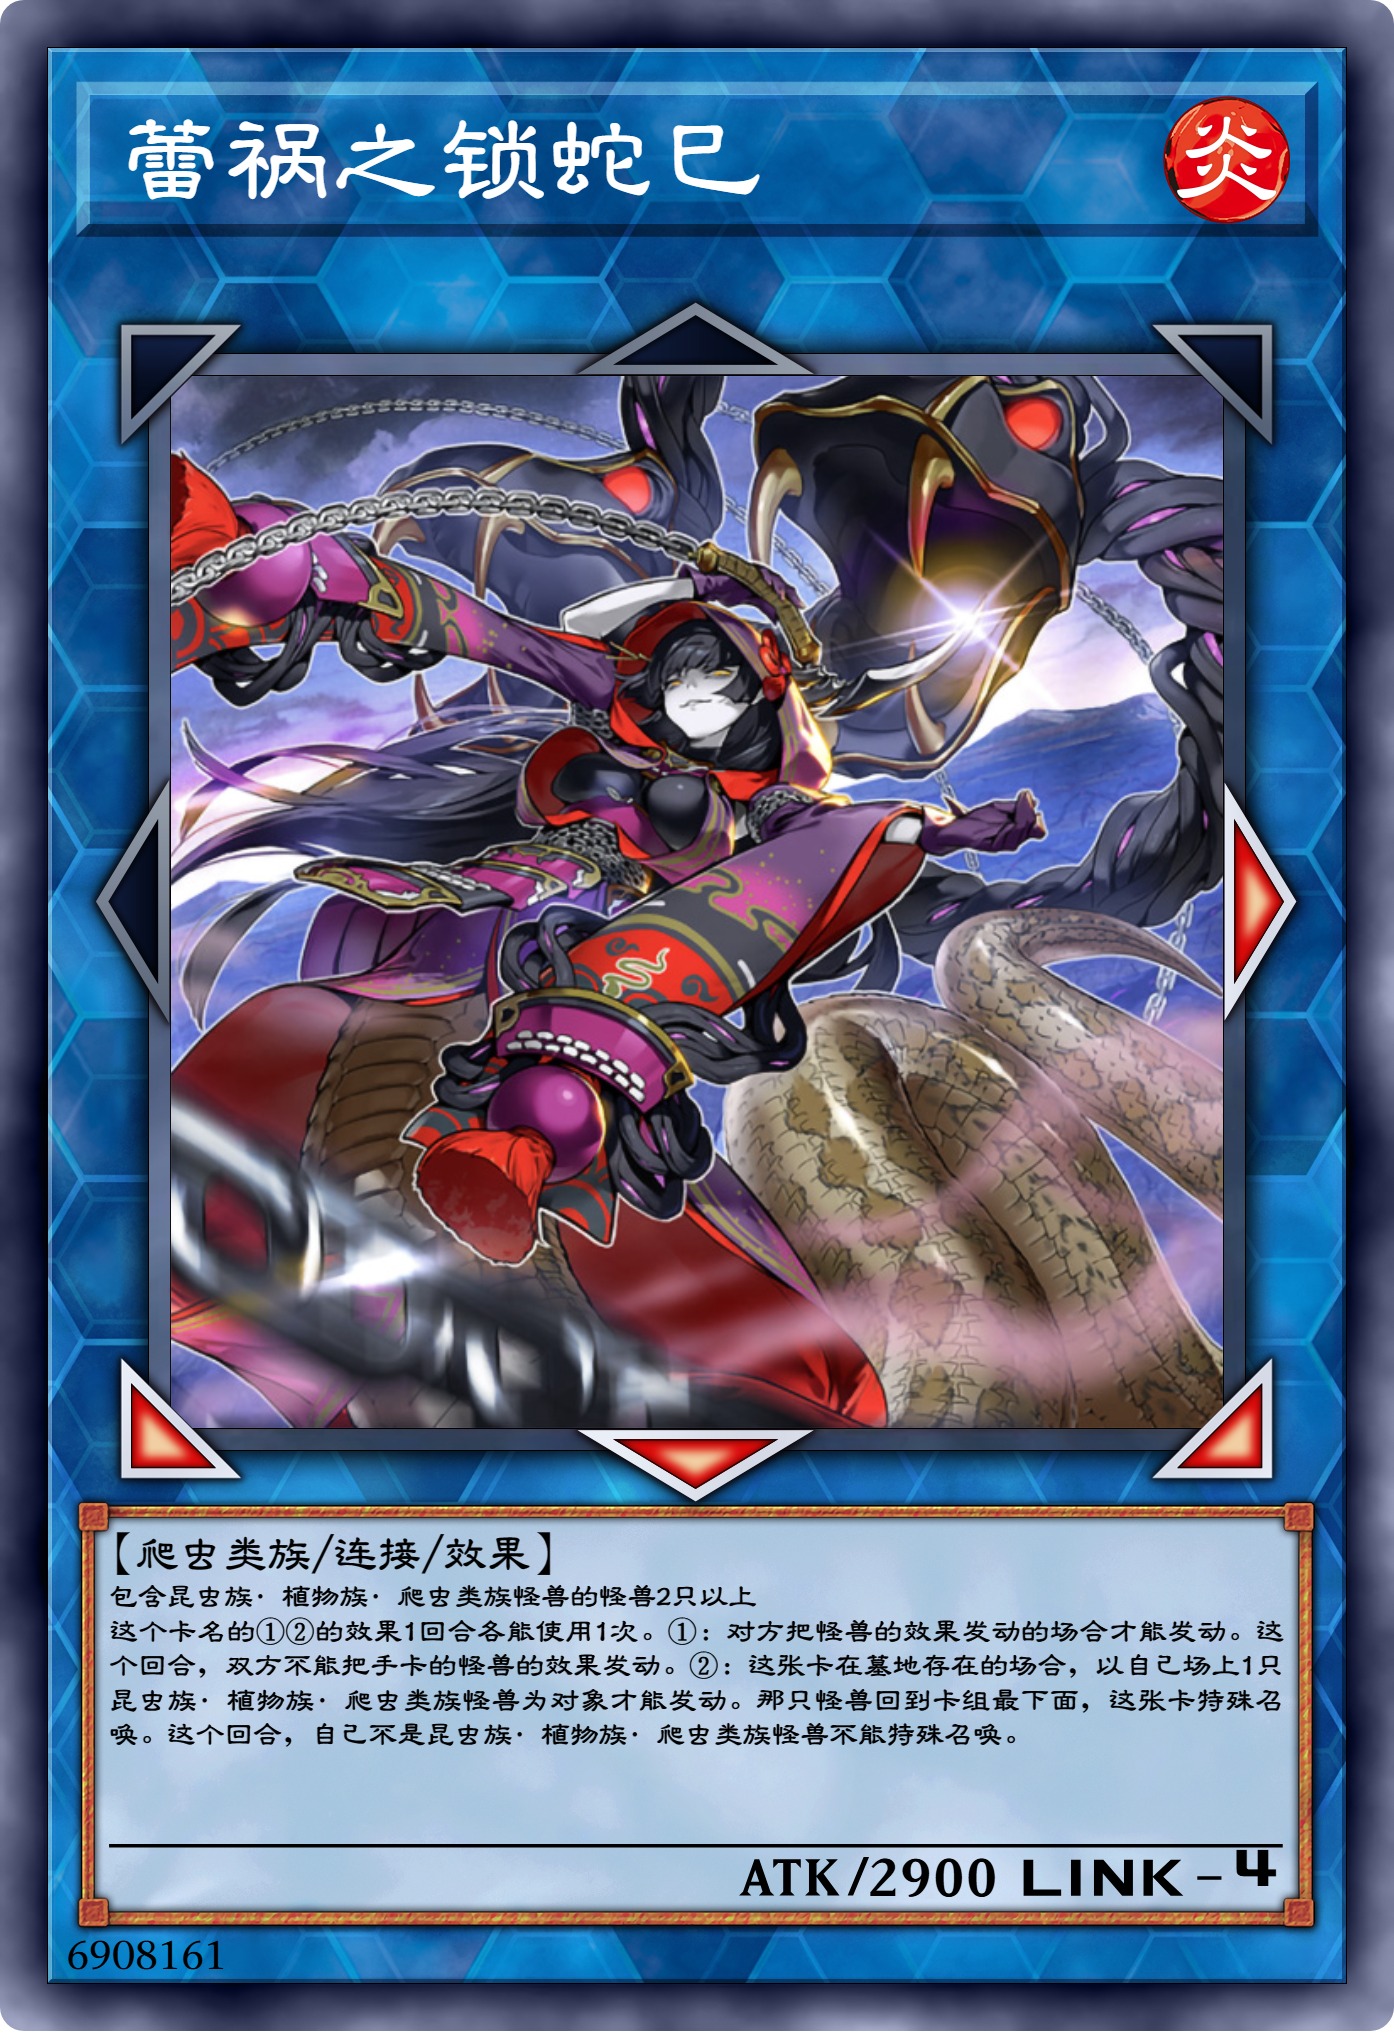 蕾祸之锁蛇巳
炎
【爬虫类族/连接/效果】
包含昆虫族·植物族·爬虫类族怪兽的怪兽2只以上
这个卡名的①②的效果1回合各能使用1次。①：对方把怪兽的效果发动的场合才能发动。这
个回合，双方不能把手卡的怪兽的效果发动。②：这张卡在墓地存在的场合，以自己场上1只
昆虫族·植物族·爬虫类族怪兽为对象才能发动。那只怪兽回到卡组最下面，这张卡特殊召
唤。这个回合，自己不是昆虫族·植物族·爬虫类族怪兽不能特殊召唤。
ATK/2900 LINK-4
6908161